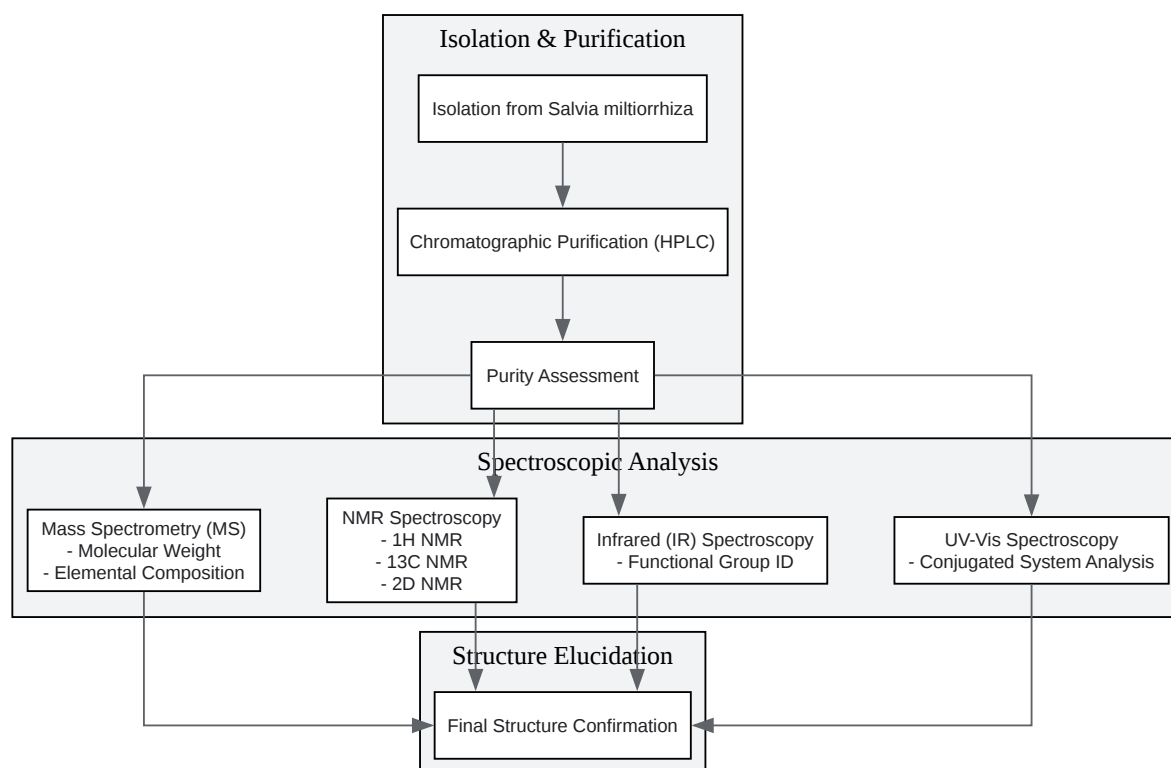 Isolation & Purification
Isolation from Salvia miltiorrhiza
Chromatographic Purification (HPLC)
Purity Assessment
Spectroscopic Analysis
Mass Spectrometry (MS)
- Molecular Weight
- Elemental Composition
NMR Spectroscopy
- 1H NMR
- 13C NMR
- 2D NMR
Infrared (IR) Spectroscopy
- Functional Group ID
UV-Vis Spectroscopy
- Conjugated System Analysis
Structure Elucidation
Final Structure Confirmation